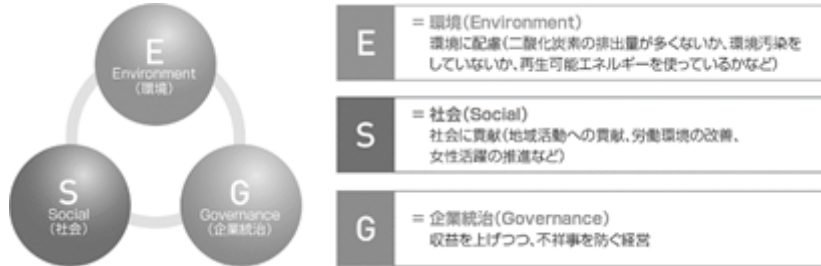 E
Environment
(環境)
S
Social
(社会)
G
Governance
(企業統治)
E
= 環境(Environment)
環境に配慮(二酸化炭素の排出量が多くないか、環境汚染を
していないか、再生可能エネルギーを使っているかなど)
S
= 社会(Social)
社会に貢献(地域活動への貢献、労働環境の改善、
女性活躍の推進など)
G
= 企業統治(Governance)
収益を上げつつ、不祥事を防ぐ経営